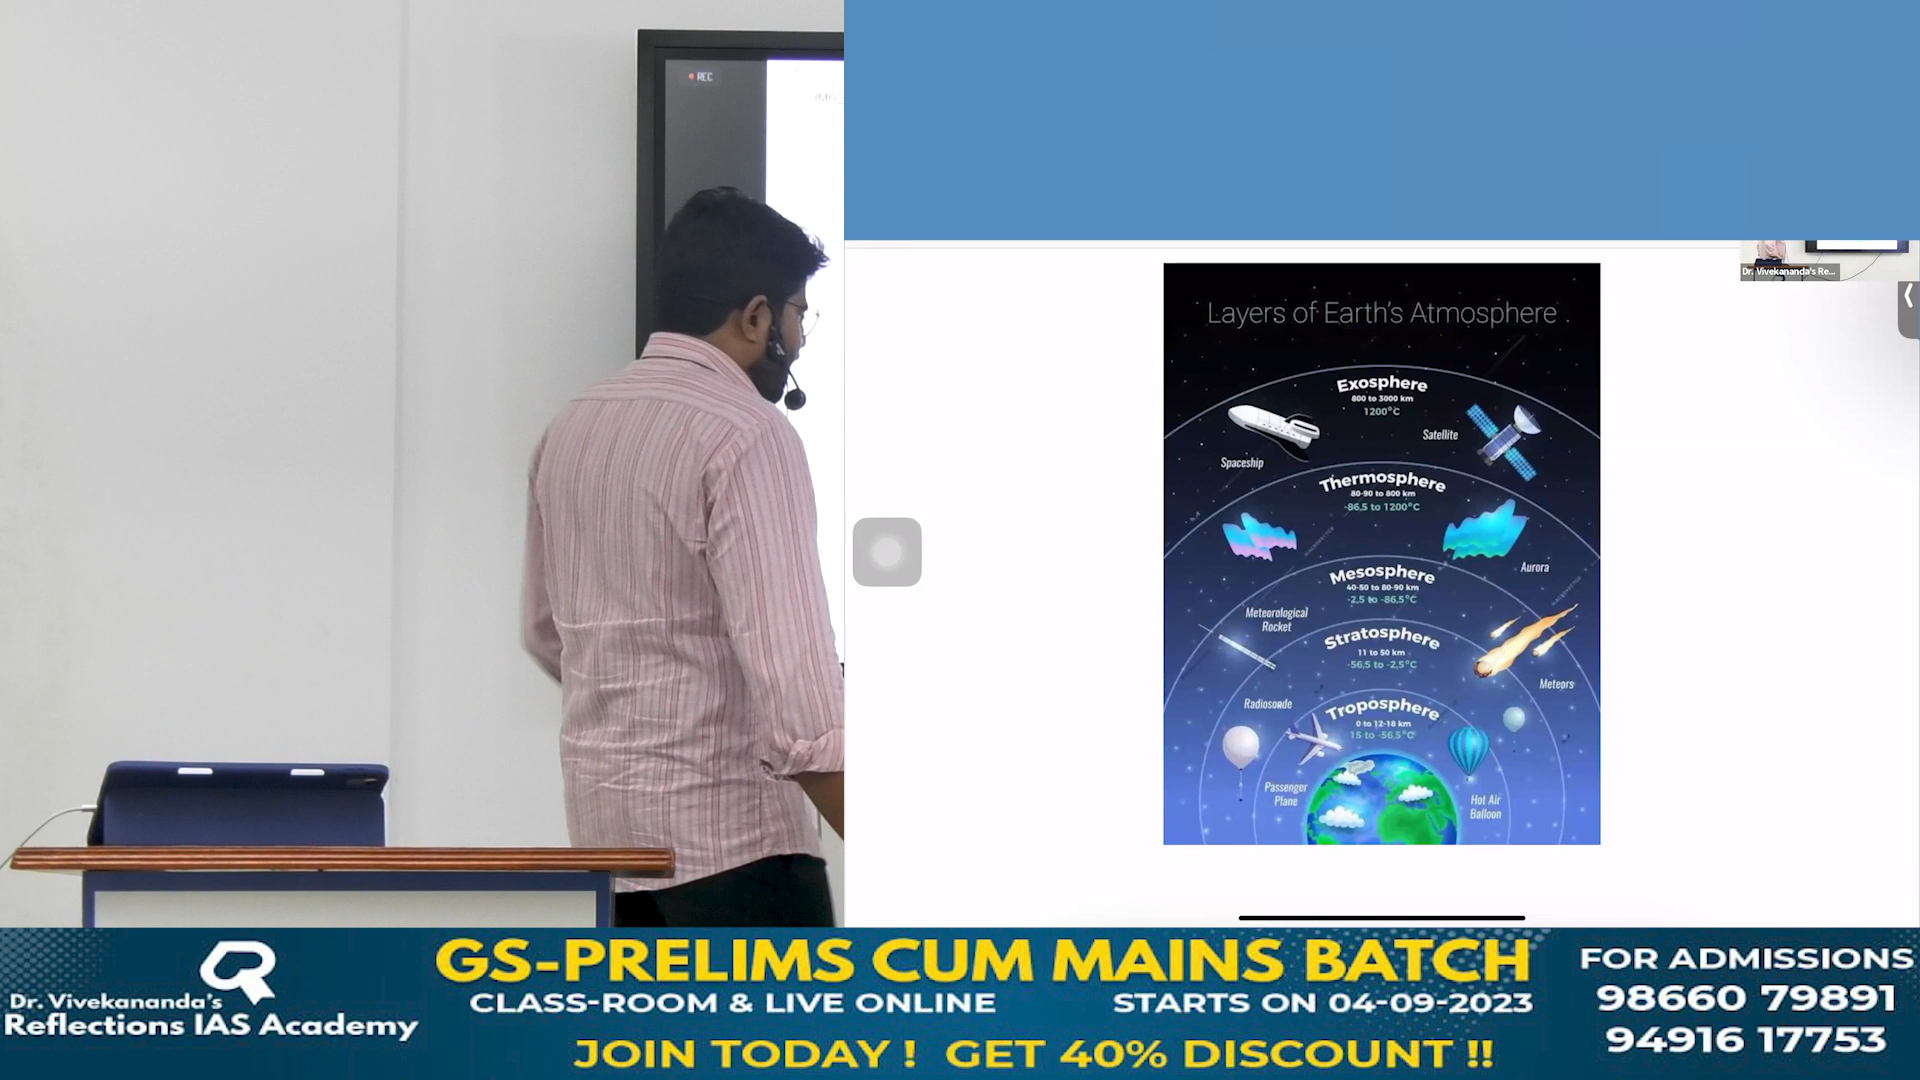 REC
Dr. Vivekananda's Re...
Layers of Earth's Atmosphere
Exosphere
800 to 3000 km
1200°C
Satellite
Spaceship
Thermosphere
80-90 to 800 km
-86,5 to 1200°C
Aurora
Mesosphere
40-50 to 80-90 km
-2,5 to -86,5°C
Meteorological
Rocket
Stratosphere
11 to 50 km
-56,5 to -2,5°C
Meteors
Radiosonde
Troposphere
0 to 12-18 km
15 to -56,5°C
Passenger
Plane
Hot Air
Balloon
Dr. Vivekananda's
Reflections IAS Academy
GS-PRELIMS CUM MAINS BATCH
CLASS-ROOM & LIVE ONLINE
STARTS ON 04-09-2023
JOIN TODAY ! GET 40% DISCOUNT !!
FOR ADMISSIONS
98660 79891
94916 17753